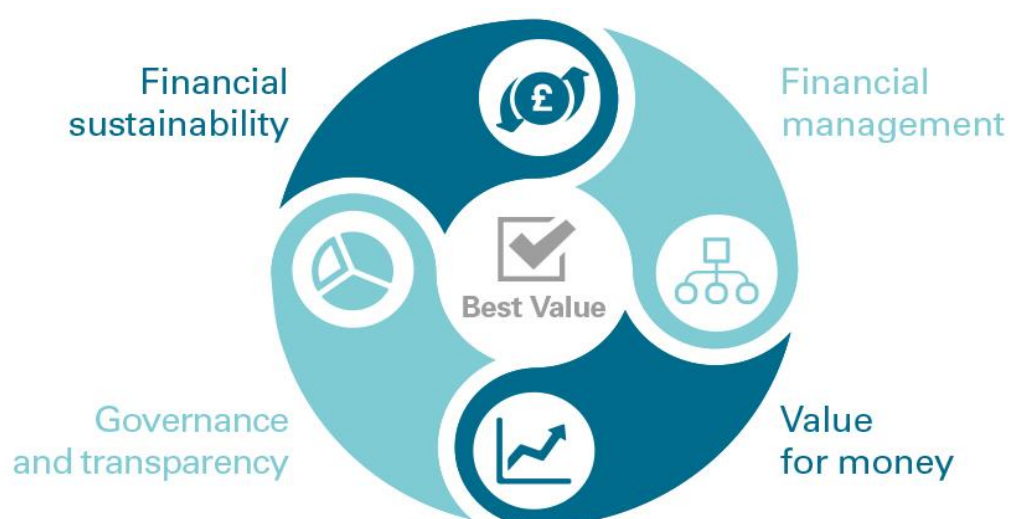 Financial
sustainability
£
Financial
management
Best Value
Governance
and transparency
Value
for money